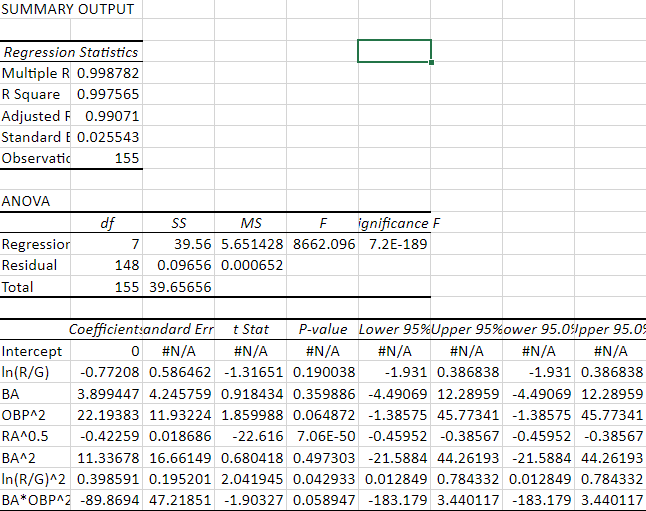 SUMMARY OUTPUT
Regression Statistics
Multiple R 0.998782
R Square 0.997565
Adjusted R 0.99071
Standard E 0.025543
Observatic 155
ANOVA
df SS MS F ignificance F
Regression 7 39.56 5.651428 8662.096 7.2E-189
Residual 148 0.09656 0.000652
Total 155 39.65656
Coefficients andard Err t Stat P-value Lower 95% Upper 95% ower 95.0% Upper 95.0%
Intercept 0 #N/A #N/A #N/A #N/A #N/A #N/A #N/A
ln(R/G) -0.77208 0.586462 -1.31651 0.190038 -1.931 0.386838 -1.931 0.386838
BA 3.899447 4.245759 0.918434 0.359886 -4.49069 12.28959 -4.49069 12.28959
OBP^2 22.19383 11.93224 1.859988 0.064872 -1.38575 45.77341 -1.38575 45.77341
RA^0.5 -0.42259 0.018686 -22.616 7.06E-50 -0.45952 -0.38567 -0.45952 -0.38567
BA^2 11.33678 16.66149 0.680418 0.497303 -21.5884 44.26193 -21.5884 44.26193
ln(R/G)^2 0.398591 0.195201 2.041945 0.042933 0.012849 0.784332 0.012849 0.784332
BA*OBP^2 -89.8694 47.21851 -1.90327 0.058947 -183.179 3.440117 -183.179 3.440117